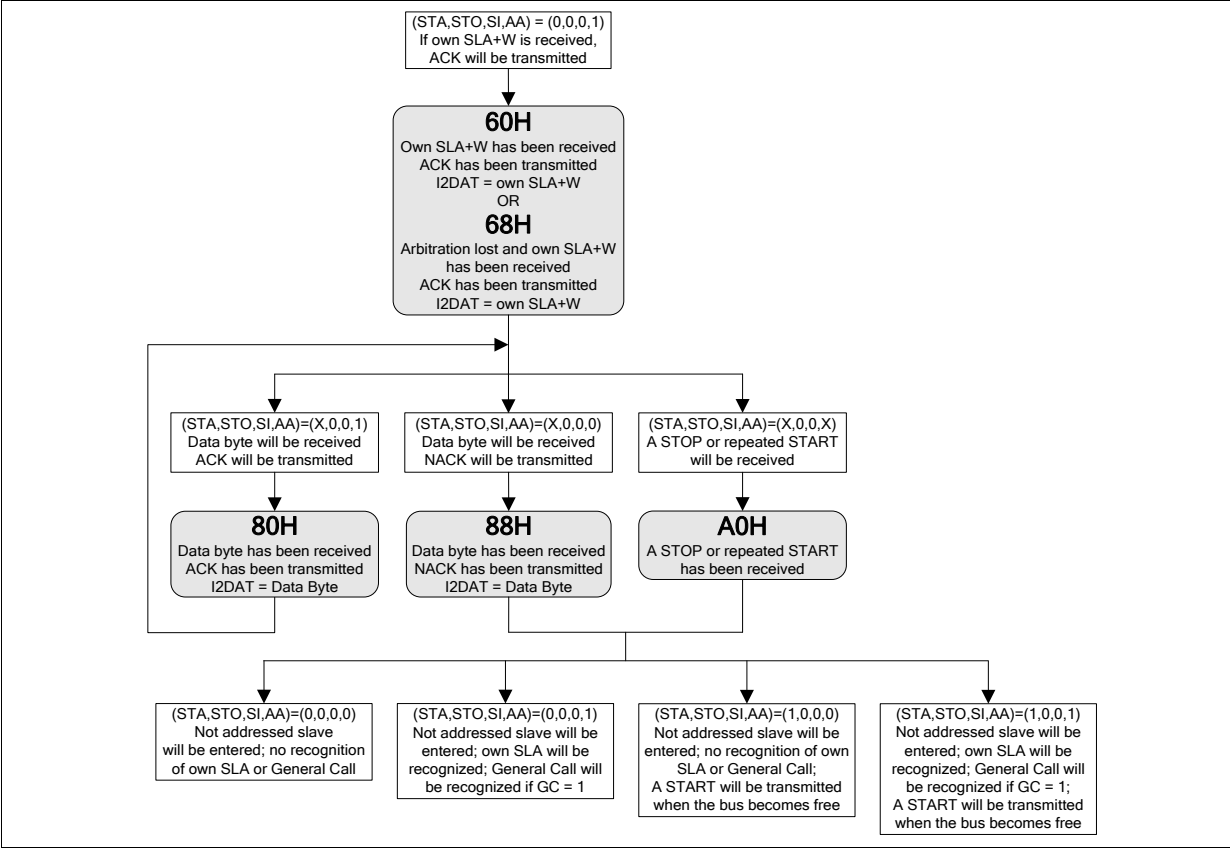 (STA,STO,SI,AA) = (0,0,0,1)
If own SLA+W is received,
ACK will be transmitted
60H
Own SLA+W has been received
ACK has been transmitted
I2DAT = own SLA+W
OR
68H
Arbitration lost and own SLA+W
has been received
ACK has been transmitted
I2DAT = own SLA+W
(STA,STO,SI,AA)=(X,0,0,1)
Data byte will be received
ACK will be transmitted
(STA,STO,SI,AA)=(X,0,0,0)
Data byte will be received
NACK will be transmitted
(STA,STO,SI,AA)=(X,0,0,X)
A STOP or repeated START
will be received
80H
Data byte has been received
ACK has been transmitted
I2DAT = Data Byte
88H
Data byte has been received
NACK has been transmitted
I2DAT = Data Byte
A0H
A STOP or repeated START
has been received
(STA,STO,SI,AA)=(0,0,0,0)
Not addressed slave
will be entered; no recognition
of own SLA or General Call
(STA,STO,SI,AA)=(0,0,0,1)
Not addressed slave will be
entered; own SLA will be
recognized; General Call will
be recognized if GC = 1
(STA,STO,SI,AA)=(1,0,0,0)
Not addressed slave will be
entered; no recognition of own
SLA or General Call;
A START will be transmitted
when the bus becomes free
(STA,STO,SI,AA)=(1,0,0,1)
Not addressed slave will be
entered; own SLA will be
recognized; General Call will
be recognized if GC = 1;
A START will be transmitted
when the bus becomes free